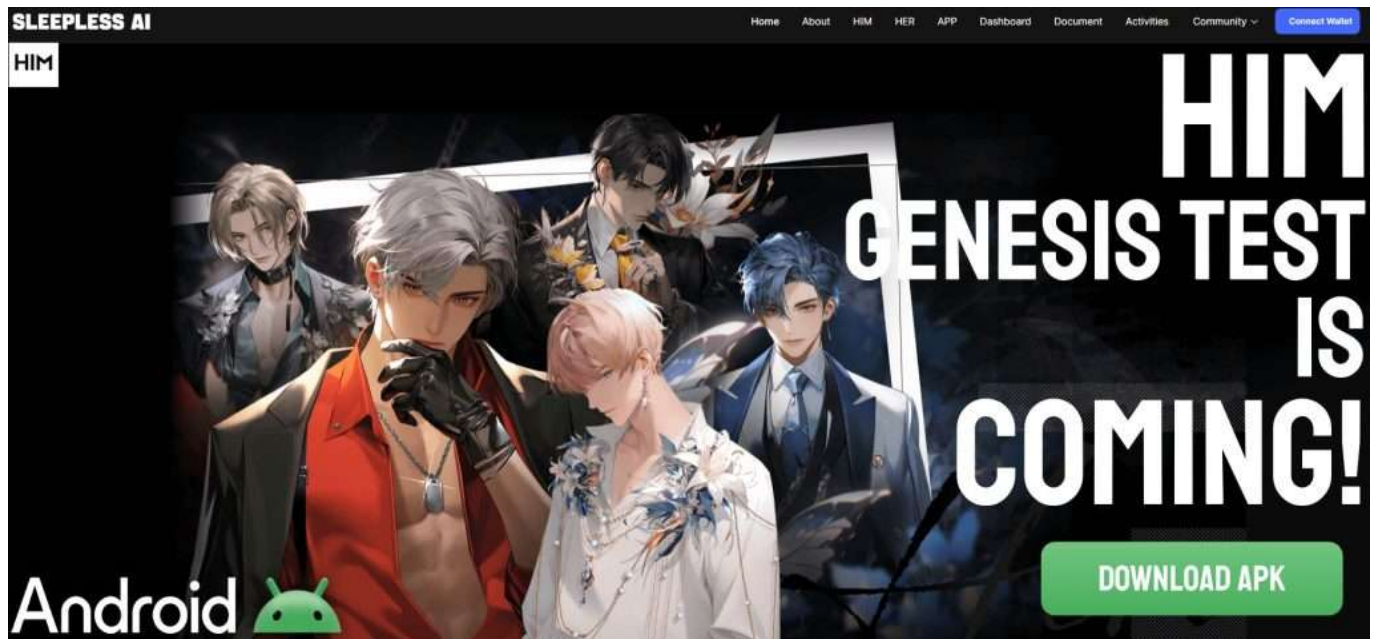 SLEEPLESS AI
Home About HIM HER APP Dashboard Document Activities Community Connect Wallet
HIM
HIM
GENESIS TEST
IS
COMING!
DOWNLOAD APK
Android